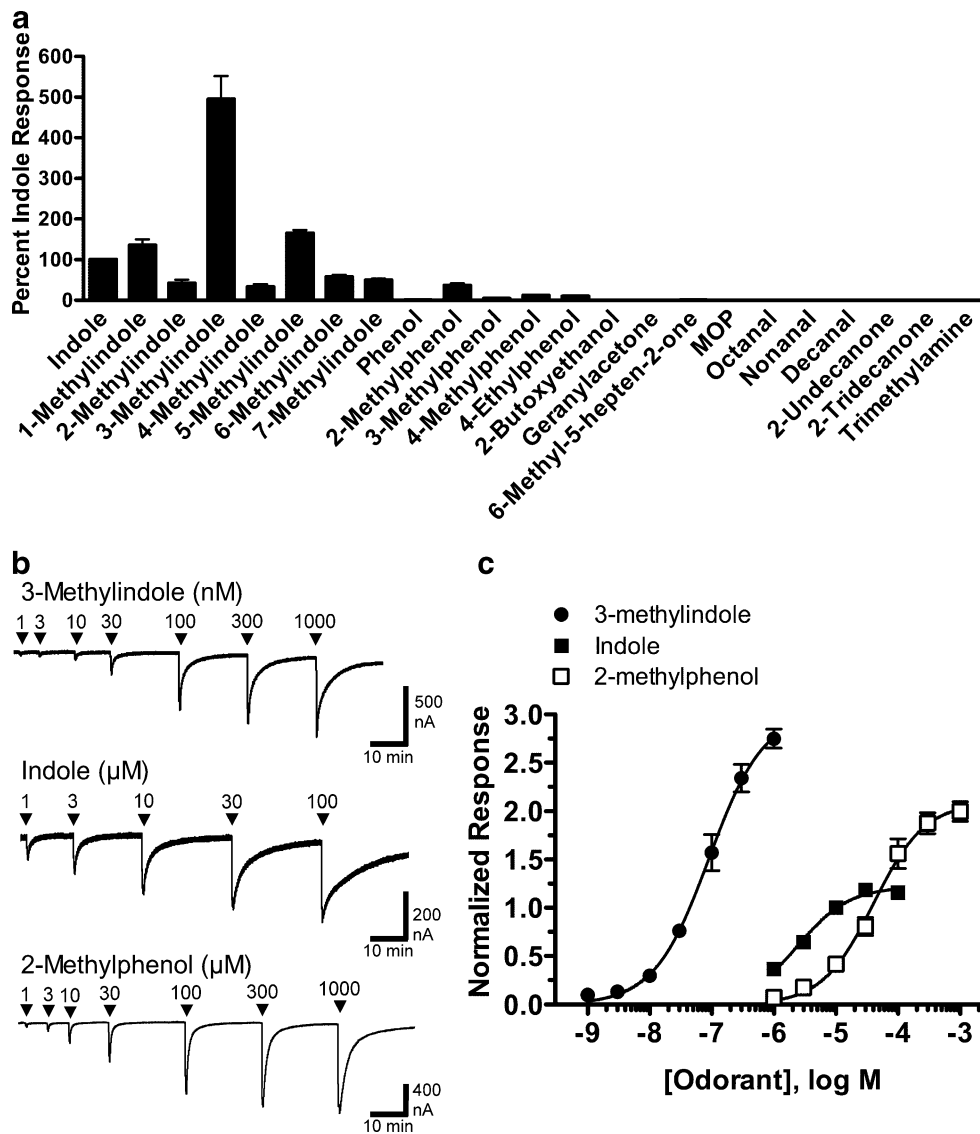 a
Percent Indole Response
600
500
400
300
200
100
0
Indole
1-Methylindole
2-Methylindole
3-Methylindole
4-Methylindole
5-Methylindole
6-Methylindole
7-Methylindole
Phenol
2-Methylphenol
3-Methylphenol
4-Methylphenol
4-Ethylphenol
2-Butoxyethanol
Geranylacetone
6-Methyl-5-hepten-2-one
MOP
Octanal
Nonanal
Decanal
2-Undecanone
2-Tridecanone
Trimethylamine
b
3-Methylindole (nM)
1 3 10 30 100 300 1000
500
nA
10 min
Indole (µM)
1 3 10 30 100
200
nA
10 min
2-Methylphenol (µM)
1 3 10 30 100 300 1000
400
nA
10 min
c
3-methylindole
Indole
2-methylphenol
Normalized Response
3.0
2.5
2.0
1.5
1.0
0.5
0.0
-9 -8 -7 -6 -5 -4 -3
[Odorant], log M